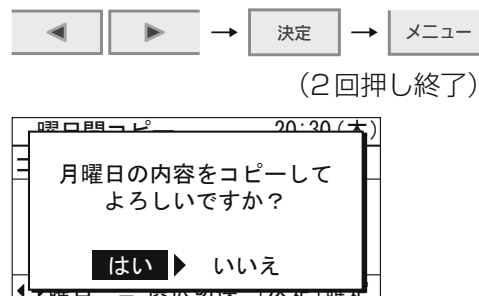 ◀ ▶ → 決定 → メニュー
(2回押し終了)
曜日間コピー 20:30(木)
月曜日の内容をコピーして
よろしいですか?
はい ▶ いいえ